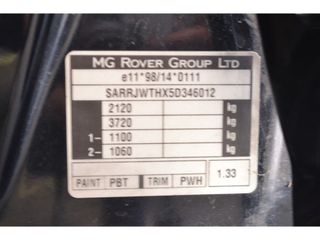 MG ROVER GROUP LTD
e11*98/14*0111
SARRJWTHX5D346012
2120 kg
3720 kg
1- 1100 kg
2- 1060 kg
PAINT PBT TRIM PWH 1.33